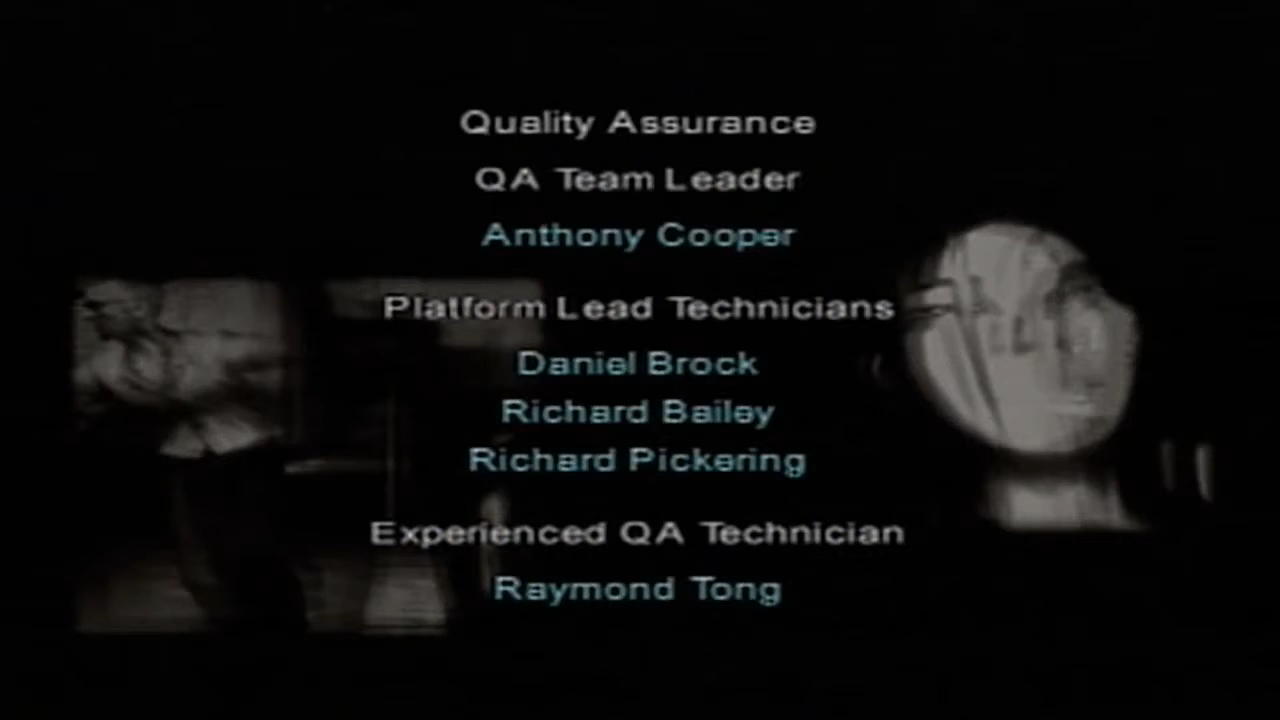 Quality Assurance
QA Team Leader
Anthony Cooper
Platform Lead Technicians
Daniel Brock
Richard Bailey
Richard Pickering
Experienced QA Technician
Raymond Tong